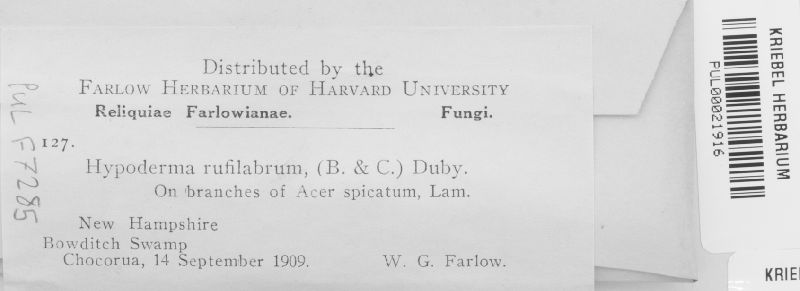 Distributed by the
FARLOW HERBARIUM OF HARVARD UNIVERSITY
Reliquiae Farlowianae. Fungi.
127.
Hypoderma rufilabrum, (B. & C.) Duby.
On branches of Acer spicatum, Lam.
New Hampshire
Bowditch Swamp
Chocorua, 14 September 1909. W. G. Farlow.
PUL F7285
KRIEBEL HERBARIUM
PUL00021916
KRIE